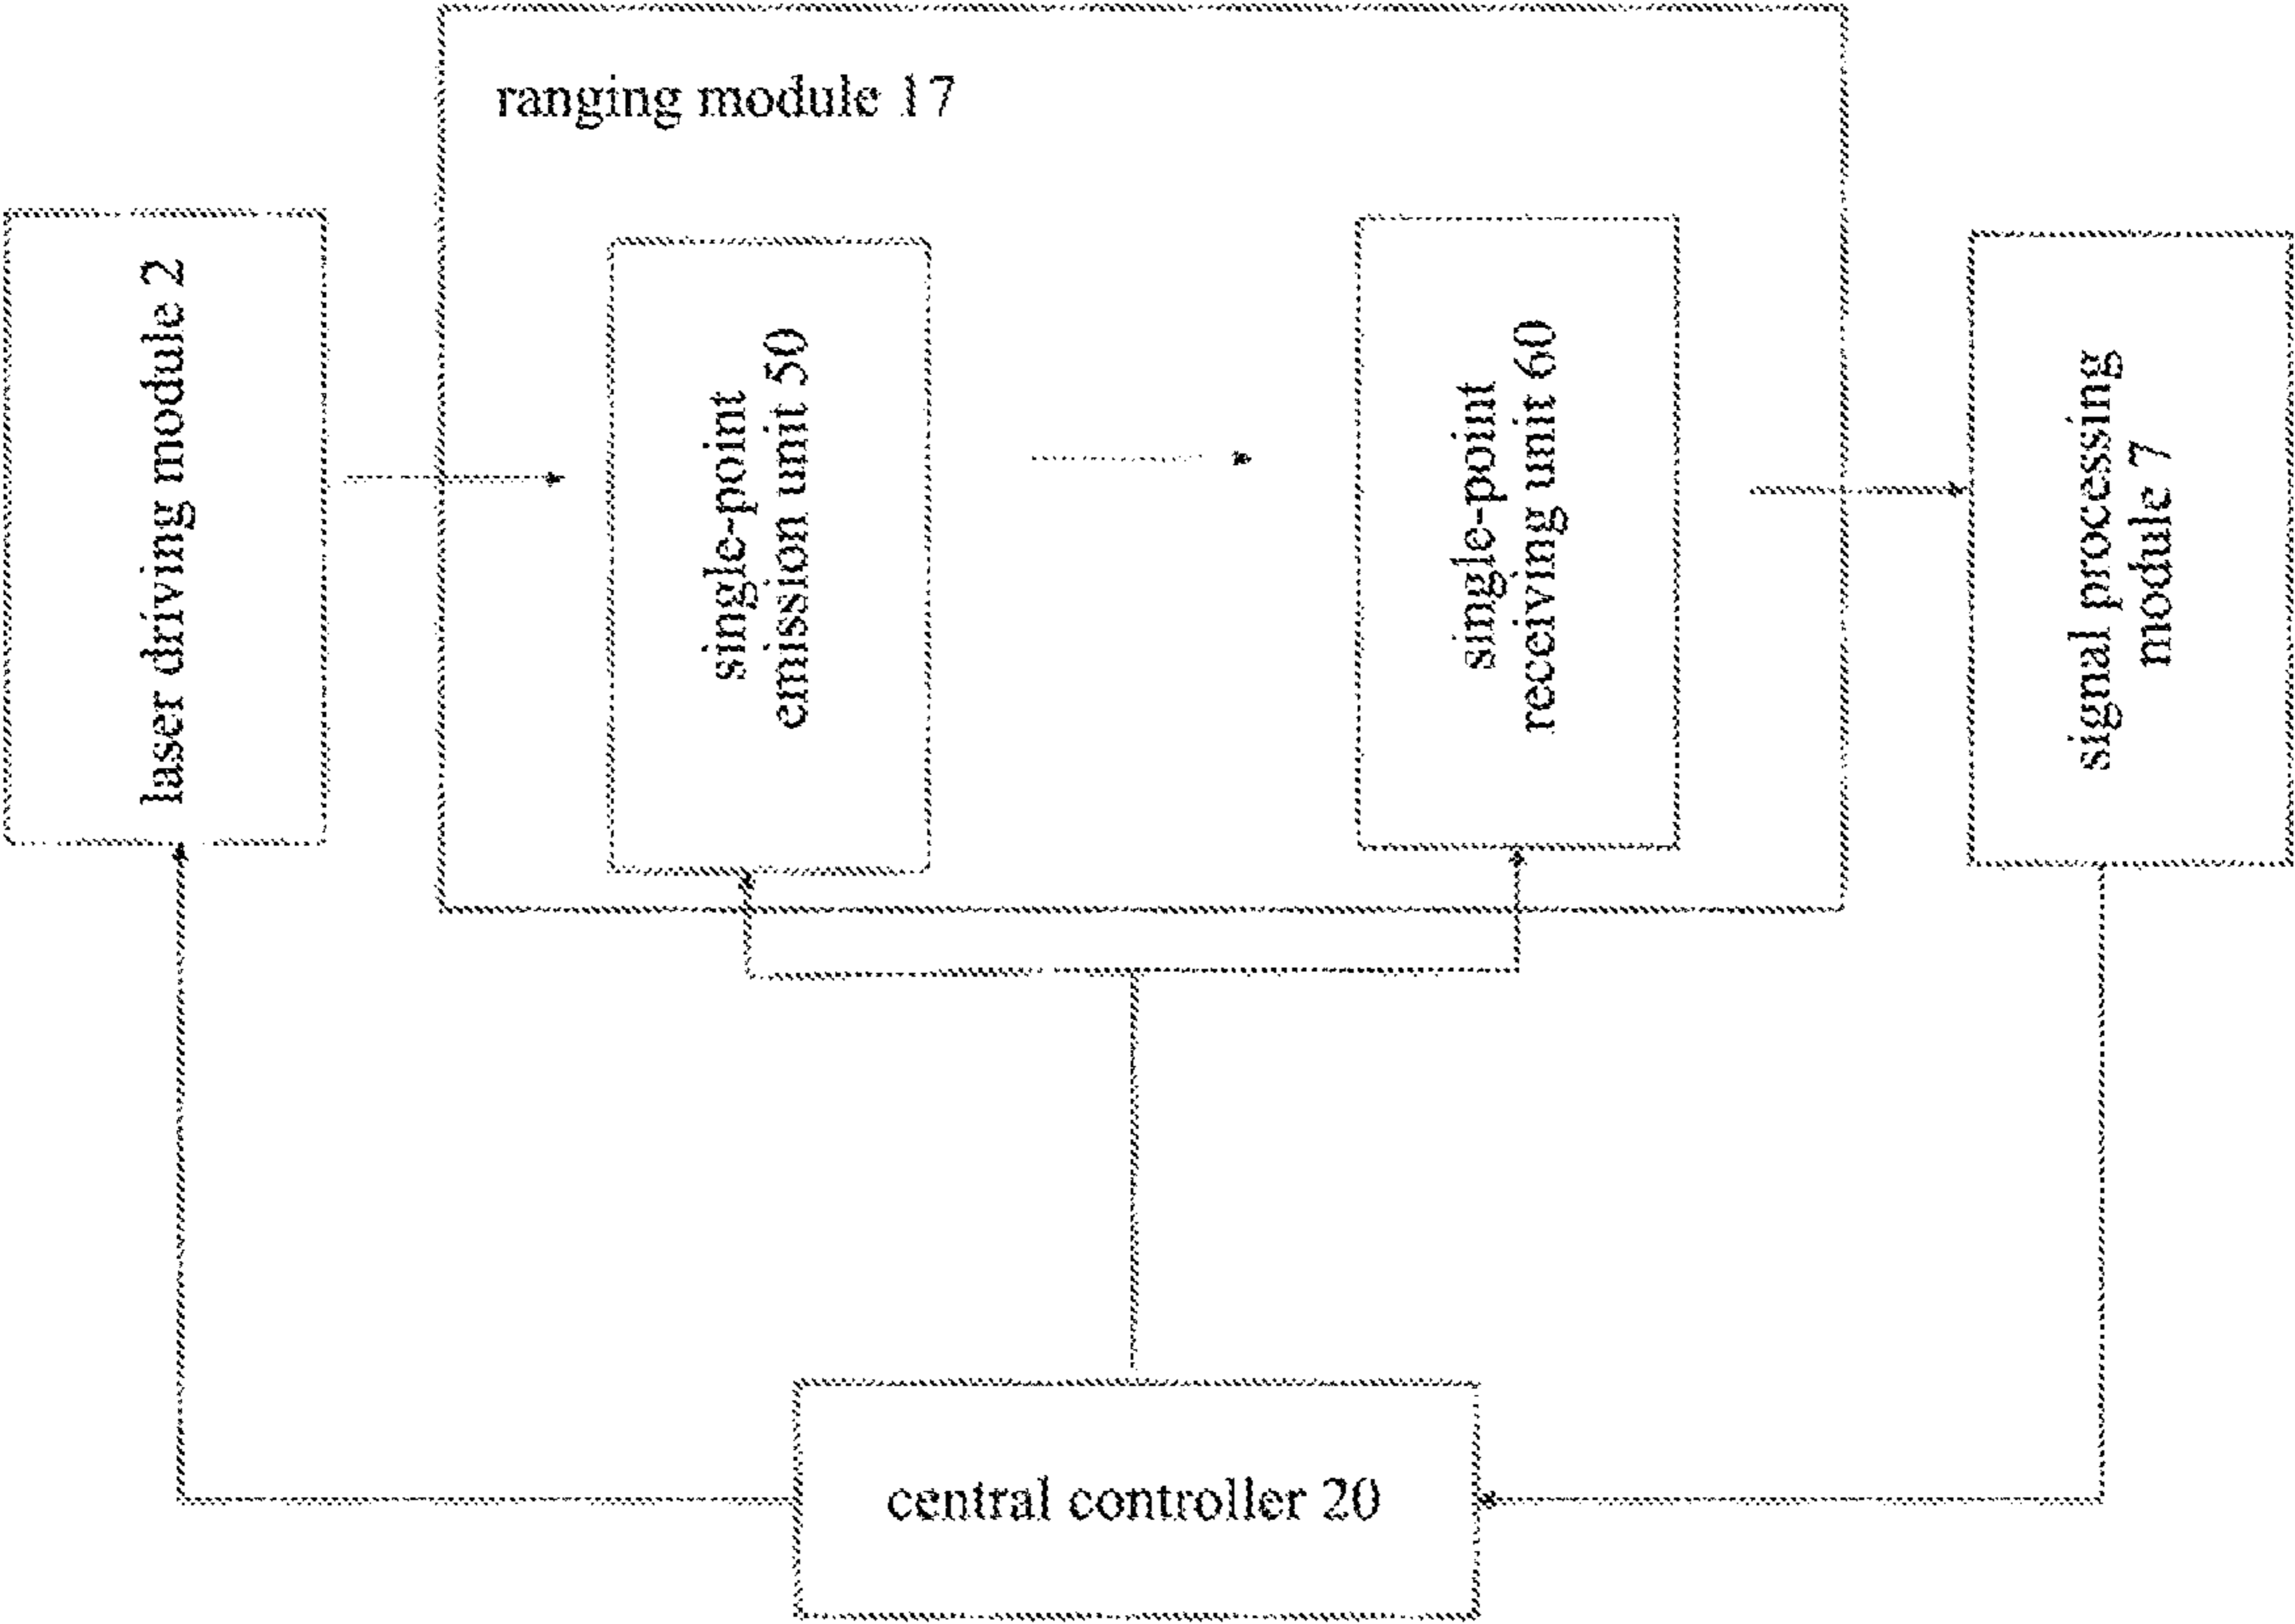 ranging module 17
laser driving module 2
single-point
emission unit 50
single-point
receiving unit 60
signal processing
module 7
central controller 20